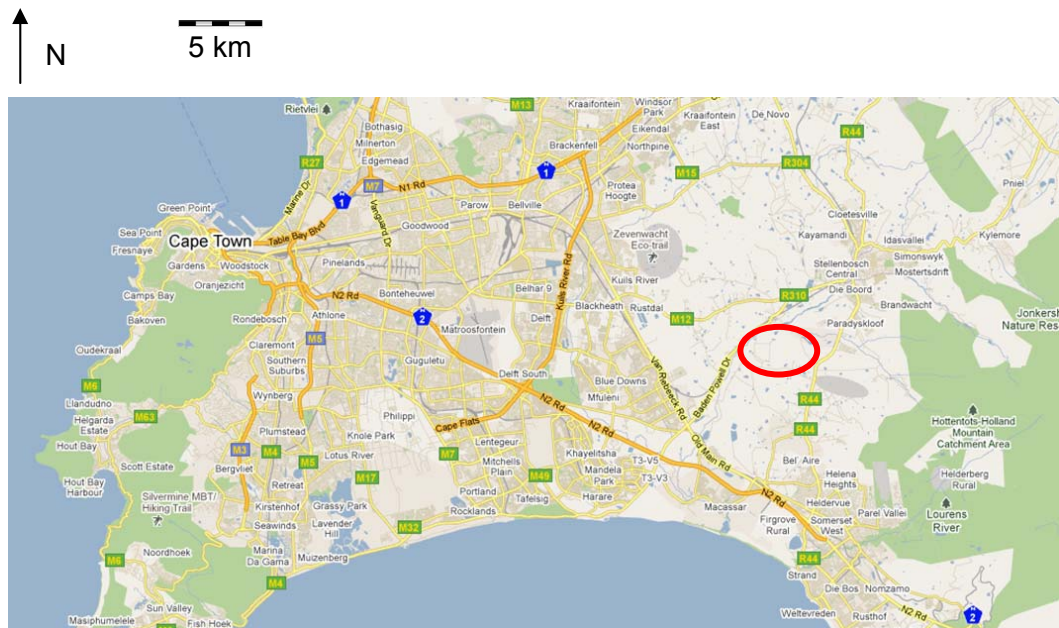 N
5 km
M13
Kraaifontein
Windsor
Park
De Novo
Rietvlei
Kraaifontein
East
R44
Bothasig
Eikendal
Milnerton
Brackenfell
Northpine
R27
Edgemead
R304
1
M15
M7
N1 Rd
Marine Dr
Protea
Hoogte
Pniel
1
Vanguard Dr
Parow
Bellville
Green Point
Cloetesville
Goodwood
Sea Point
Table Bay Blvd
Zevenwacht
Eco-trail
Kayamandi
Idasvallei
Kylemore
Cape Town
Fresnaye
Simonswyk
Gardens
Woodstock
Pinelands
Kuils River
Stellenbosch
Central
Mostertsdrift
Oranjezicht
Kuils River Rd
Belhar 9
Die Boord
Camps Bay
N2 Rd
Bonteheuwel
R310
Blackheath
Rustdal
Brandwacht
Bakoven
Athlone
2
Delft
M12
Jonkersh
Nature Res
Rondebosch
Matroosfontein
Paradyskloof
M5
Oudekraal
Claremont
Guguletu
Southern
Suburbs
Van Riebeeck Rd
Baden Powell Dr
Delft South
Blue Downs
M6
Llandudno
Wynberg
Mfuleni
R44
M63
Philippi
N2 Rd
Helgarda
Estate
Cape Flats
N2 Rd
Hottentots-Holland
Mountain
Catchment Area
R44
Plumstead
Knole Park
Lentegeur
Khayelitsha
Old Man Rd
Hout Bay
M3
M4
M7
Mitchells
Plain
T3-V5
Bel' Aire
Scott Estate
Bergvliet
M5
Lotus River
Mandela
Park
Helena
Heights
Helderberg
Rural
M17
M49
T3-V3
Hout Bay
Harbour
Retreat
Portland
Harare
N2 Rd
Silvermine MBT/
Hiking Trail
Kirstenhof
Grassy Park
Tafelsig
Macassar
Heldervue
Rocklands
Parel Vallei
Lourens
River
Seawinds
Lavender
Hill
M32
Firgrove
Rural
Somerset
West
Noordhoek
Marina
Da Gama
Muizenberg
R44
M6
Strand
M4
Die Bos
Nomzamo
Sun Valley
N2 Rd
Masiphumelele
Fish Hoek
Weltevreden
2